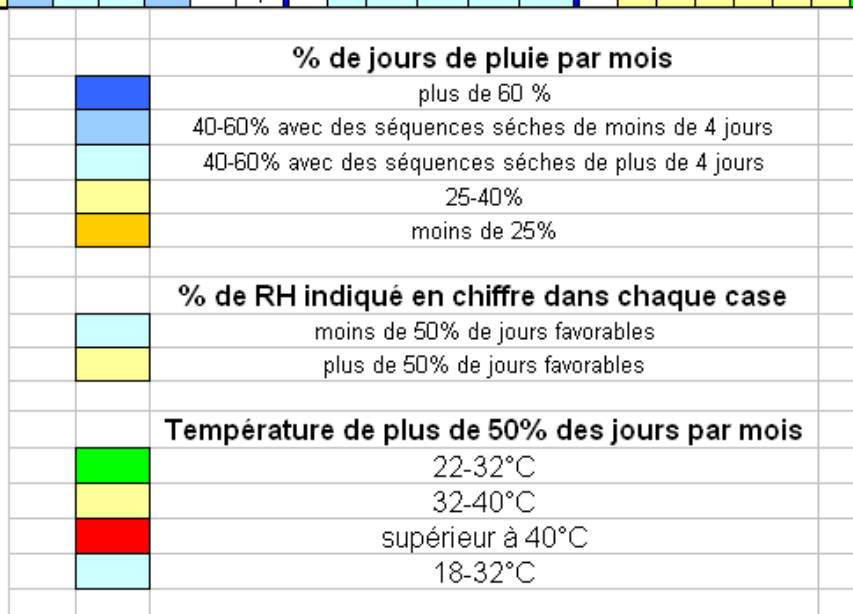 % de jours de pluie par mois
plus de 60 %
40-60% avec des séquences séches de moins de 4 jours
40-60% avec des séquences séches de plus de 4 jours
25-40%
moins de 25%
% de RH indiqué en chiffre dans chaque case
moins de 50% de jours favorables
plus de 50% de jours favorables
Température de plus de 50% des jours par mois
22-32°C
32-40°C
supérieur à 40°C
18-32°C